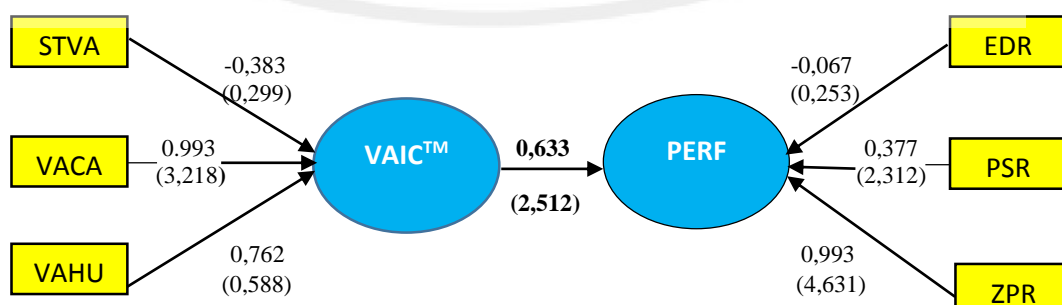 STVA
-0,383
(0,299)
VACA
0.993
(3,218)
VAHU
0,762
(0,588)
VAIC™
0,633
(2,512)
PERF
EDR
-0,067
(0,253)
PSR
0,377
(2,312)
ZPR
0,993
(4,631)